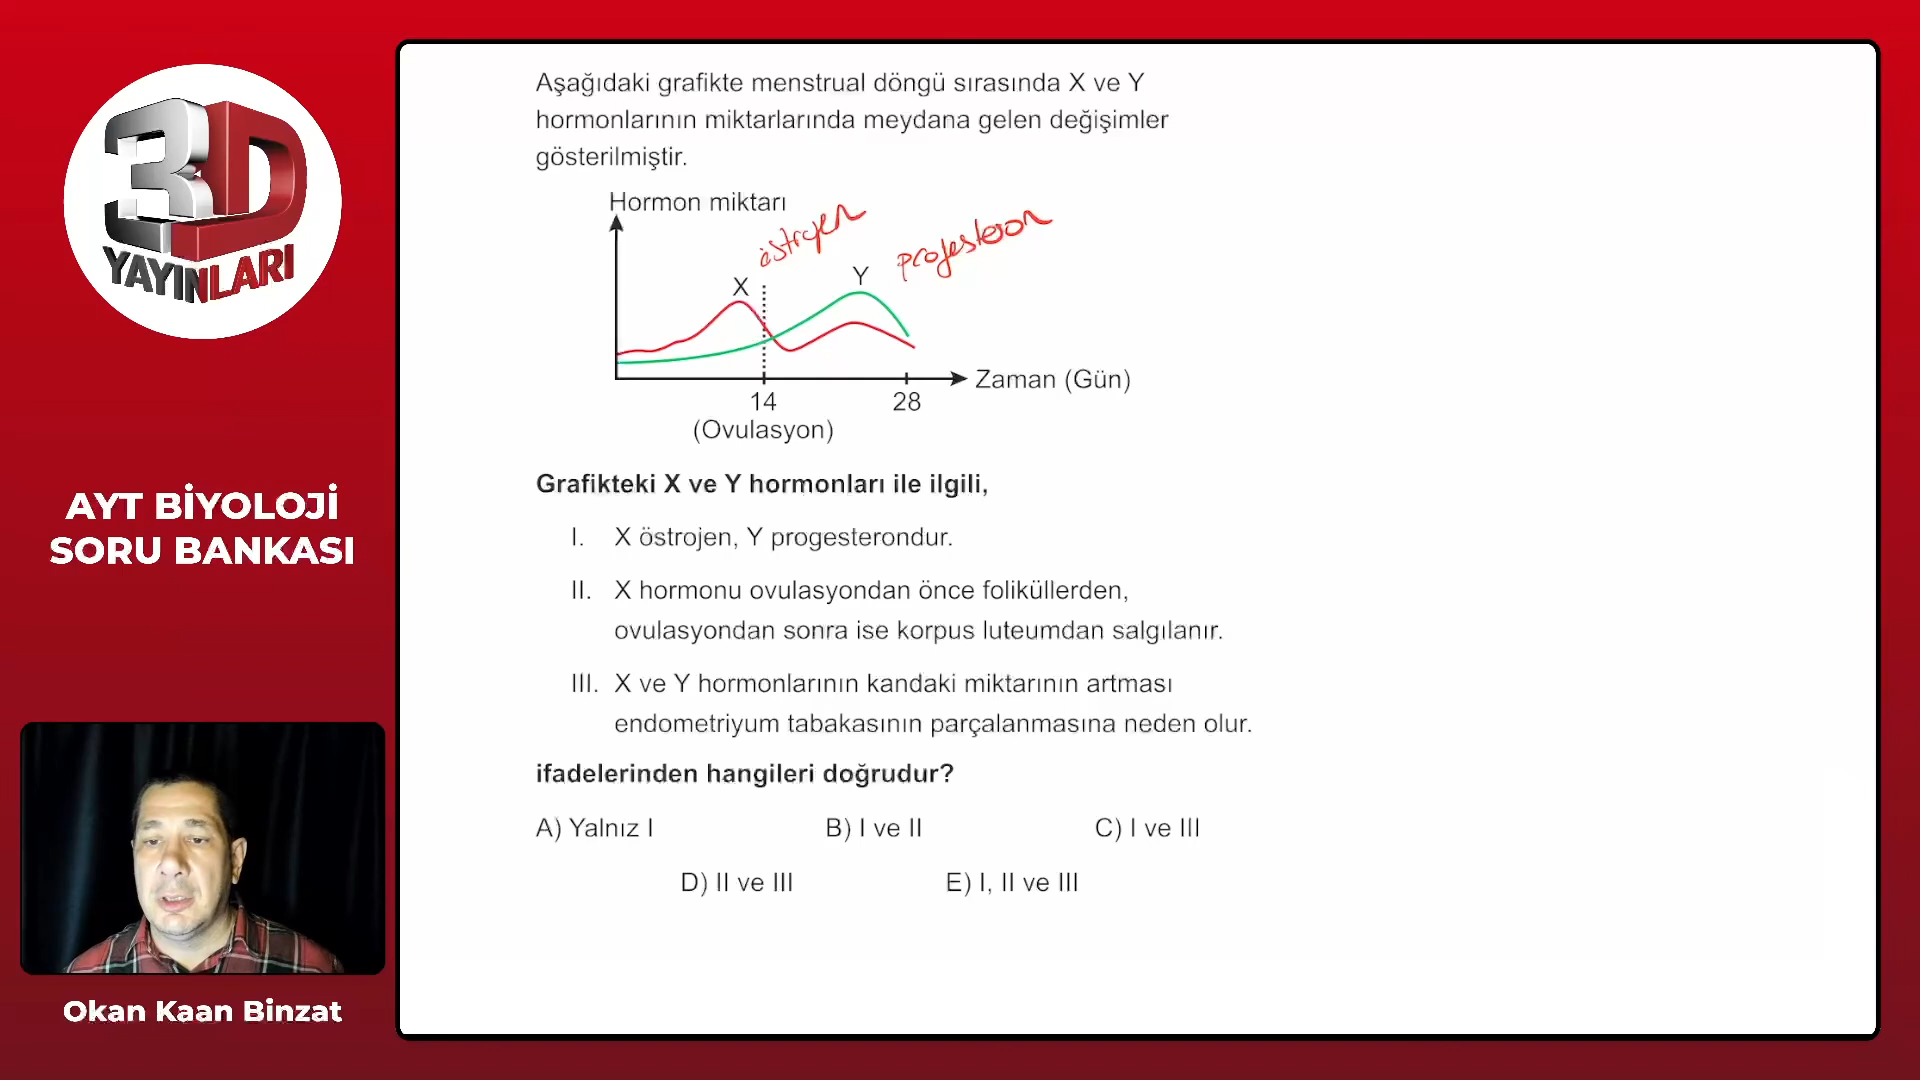 3D
YAYINLARI
AYT BİYOLOJİ
SORU BANKASI
Okan Kaan Binzat
Aşağıdaki grafikte menstrual döngü sırasında X ve Y
hormonlarının miktarlarında meydana gelen değişimler
gösterilmiştir.
Hormon miktarı
östrojen
progesteron
X
Y
Zaman (Gün)
14
28
(Ovulasyon)
Grafikteki X ve Y hormonları ile ilgili,
I. X östrojen, Y progesterondur.
II. X hormonu ovulasyondan önce foliküllerden,
ovulasyondan sonra ise korpus luteumdan salgılanır.
III. X ve Y hormonlarının kandaki miktarının artması
endometriyum tabakasının parçalanmasına neden olur.
ifadelerinden hangileri doğrudur?
A) Yalnız I
B) I ve II
C) I ve III
D) II ve III
E) I, II ve III